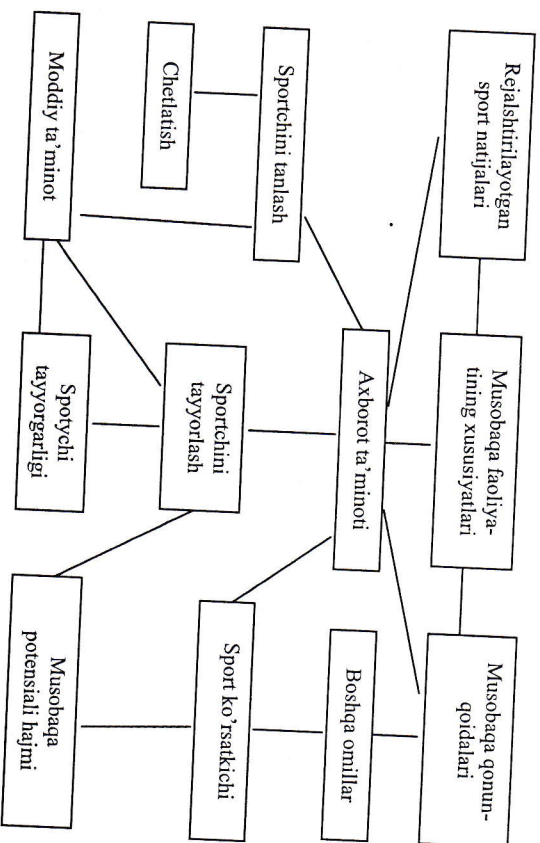 Rejalshtirilayotgan
sport natijalari
Musobaqa faoliya-
tining xususiyatlari
Musobaqa qonun-
qoidalari
Axborot ta’minoti
Boshqa omillar
Sportchini tanlash
Chetlatish
Sportchini
tayyorlash
Sport ko’rsatkichi
Moddiy ta’minot
Spotychi
tayyorgarligi
Musobaqa
potensiali hajmi